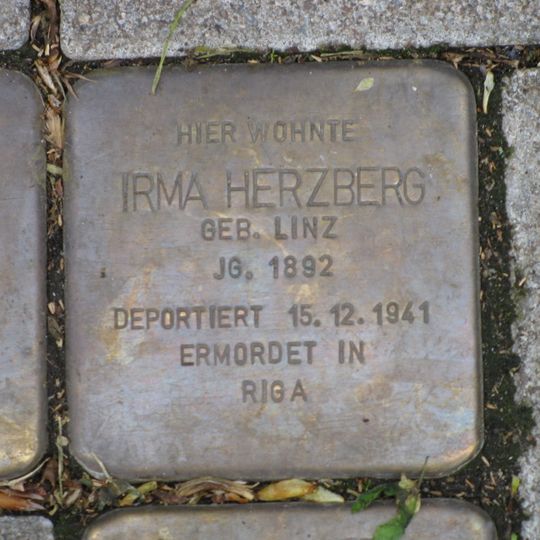 HIER WOHNTE
IRMA HERZBERG
GEB. LINZ
JG. 1892
DEPORTIERT 15.12.1941
ERMORDET IN
RIGA